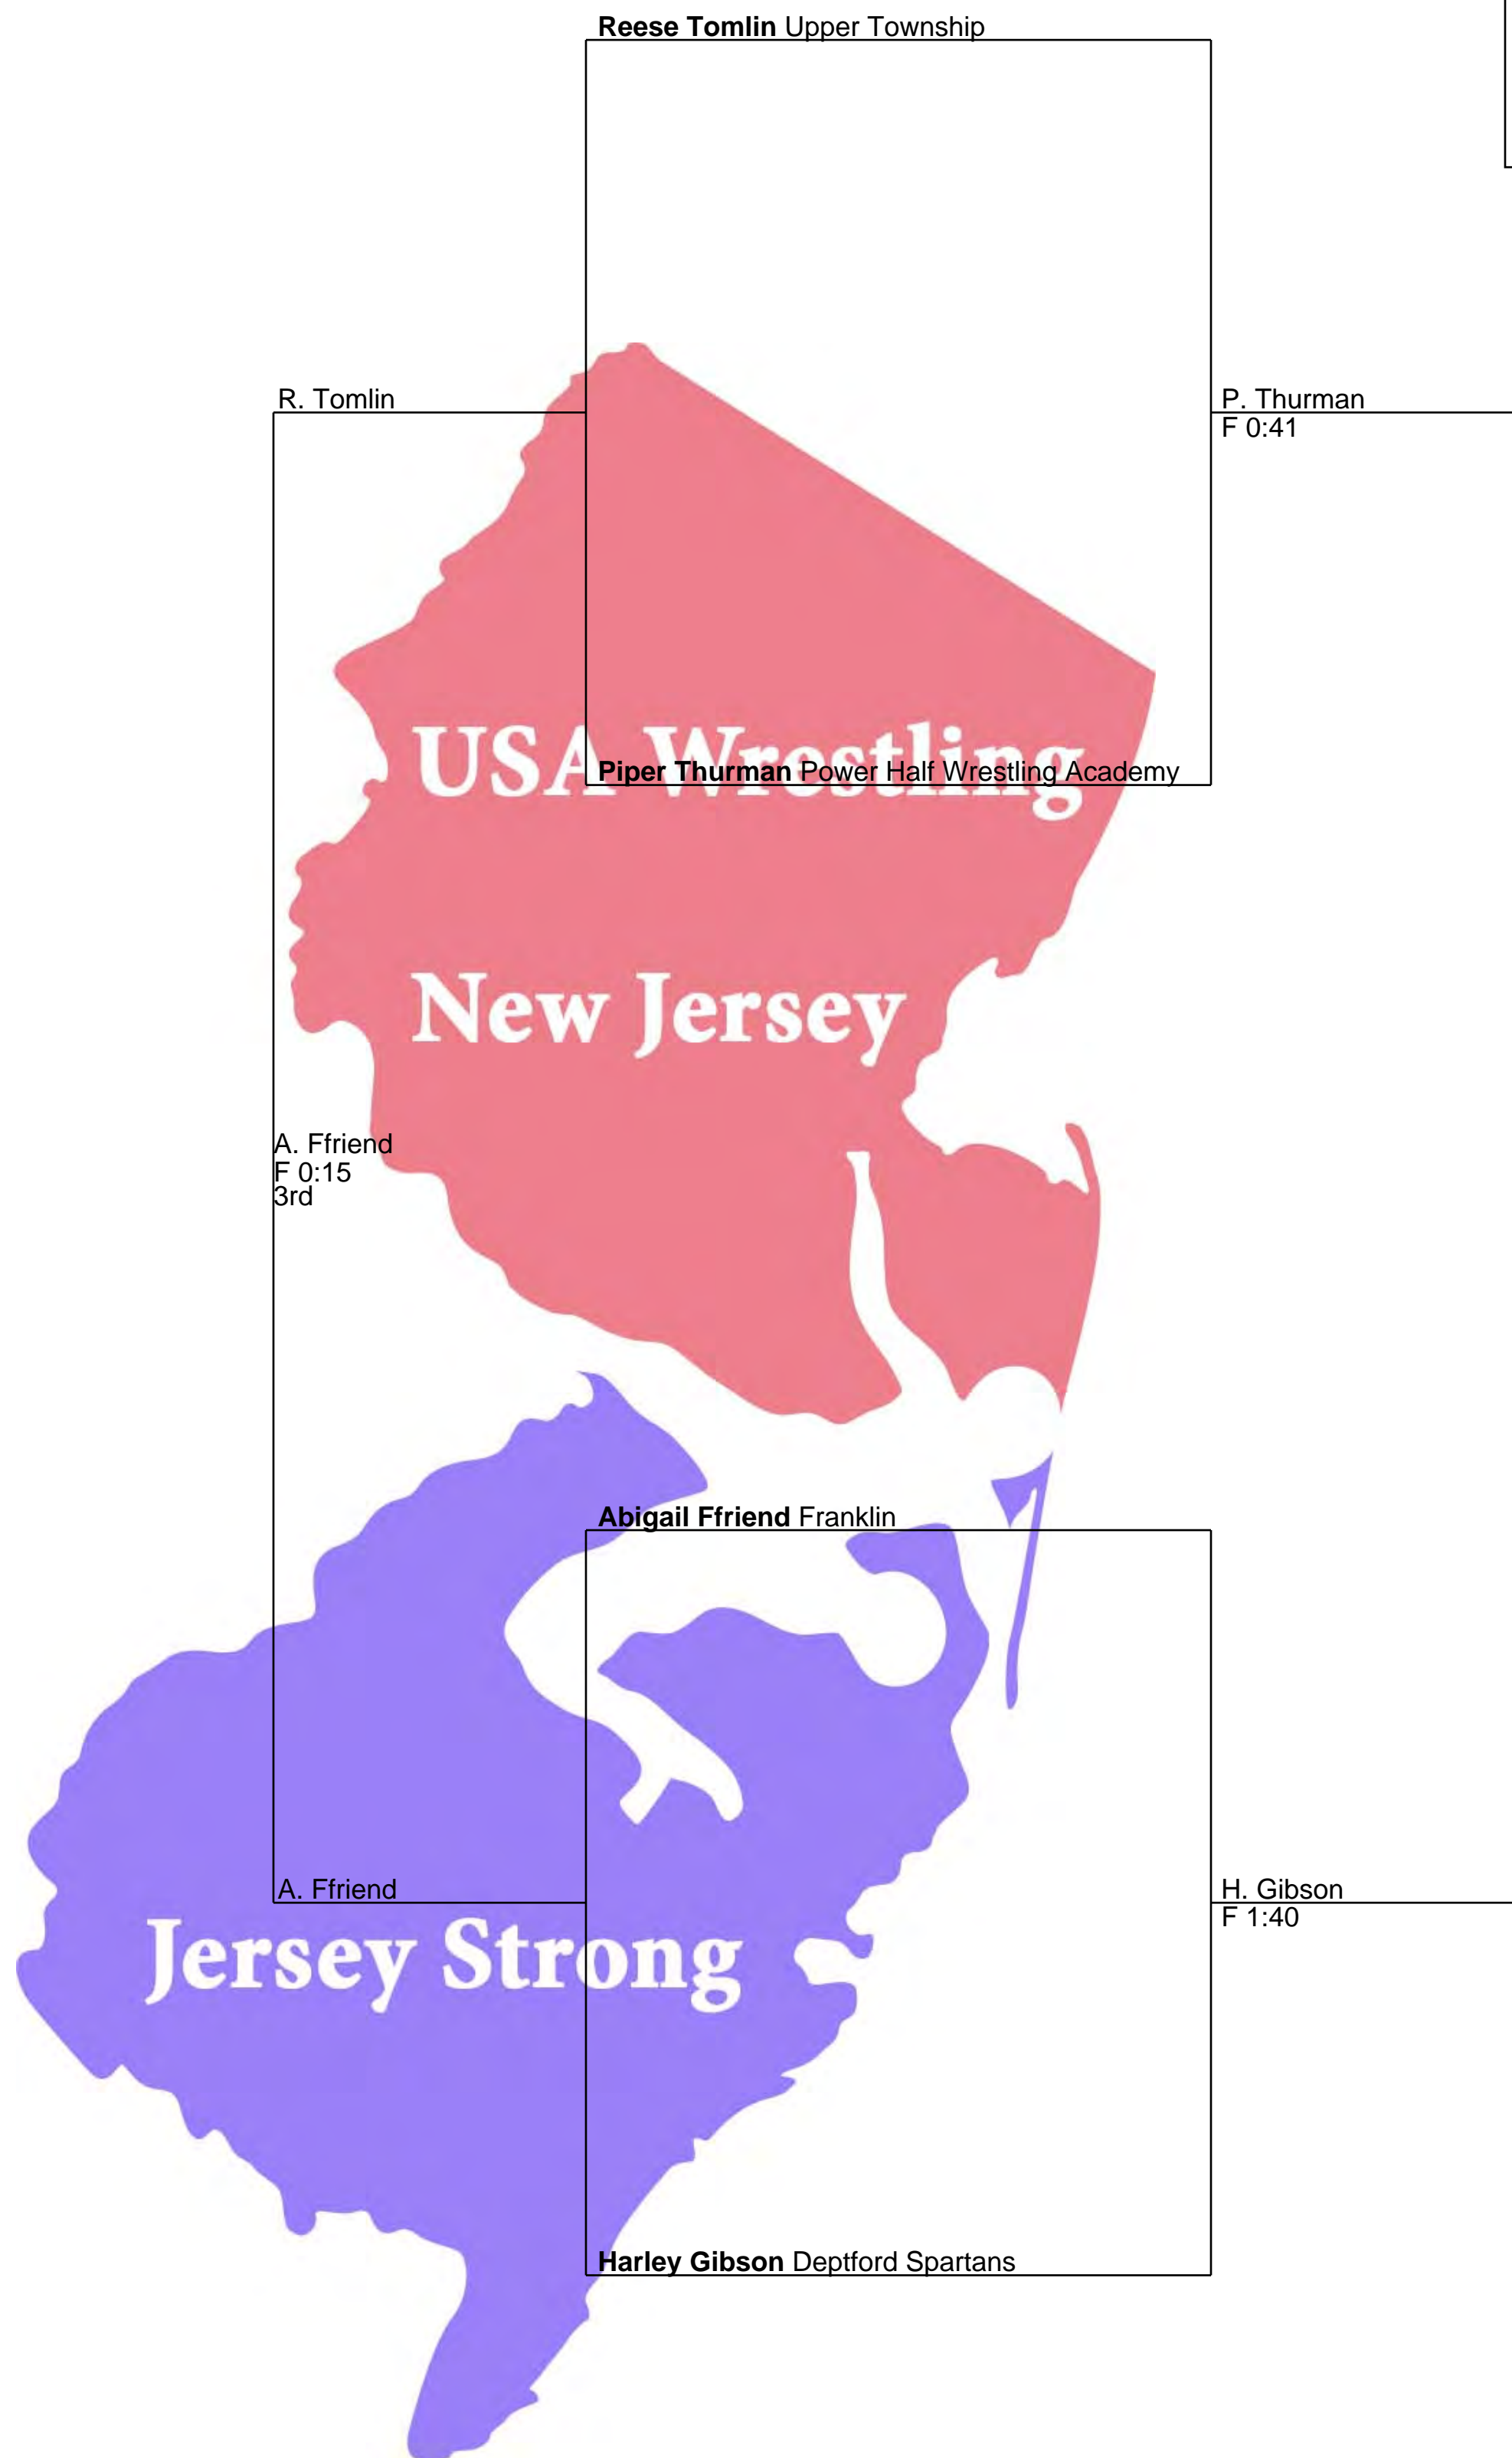 Reese Tomlin Upper Township
R. Tomlin
P. Thurman
F 0:41
USA Wrestling
Piper Thurman Power Half Wrestling Academy
New Jersey
A. Ffriend
F 0:15
3rd
Abigail Ffriend Franklin
A. Ffriend
H. Gibson
F 1:40
Jersey Strong
Harley Gibson Deptford Spartans